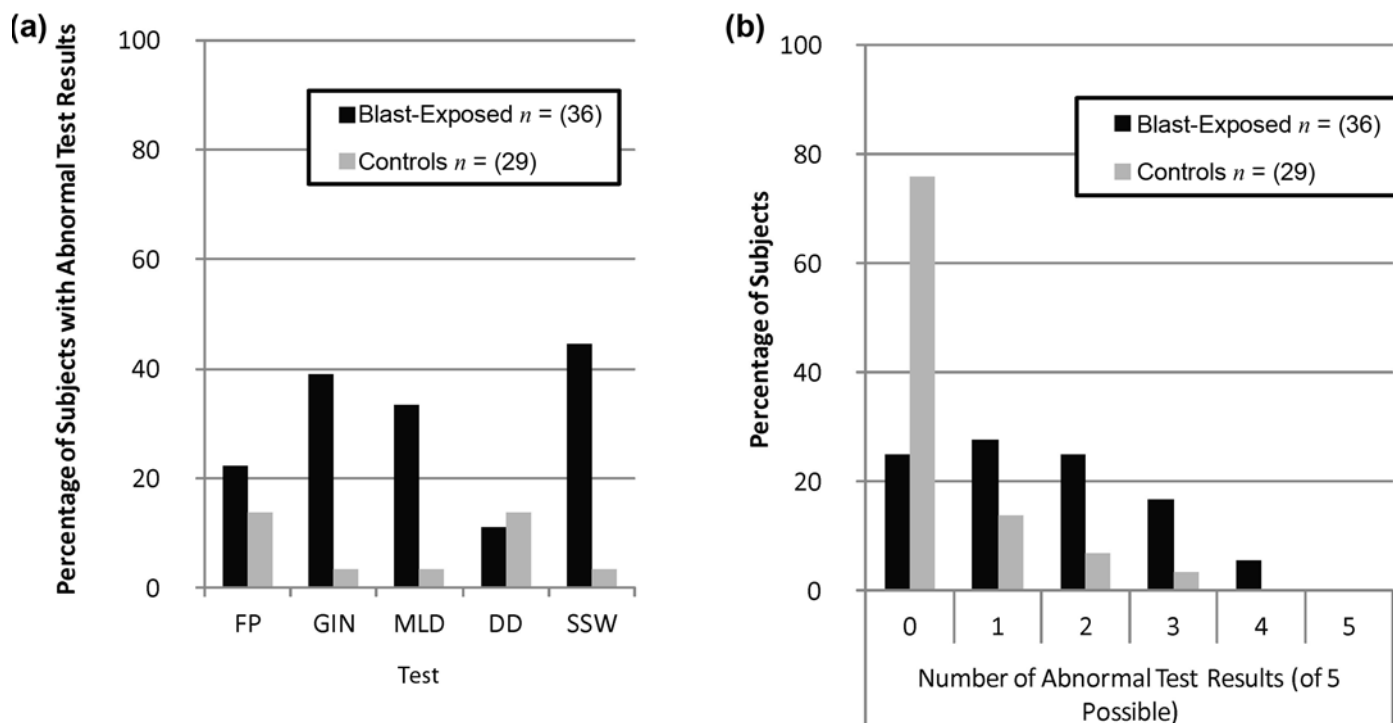 (a)
Percentage of Subjects with Abnormal Test Results
100
80
60
40
20
0
Blast-Exposed n = (36)
Controls n = (29)
FP GIN MLD DD SSW
Test
(b)
Percentage of Subjects
100
80
60
40
20
0
Blast-Exposed n = (36)
Controls n = (29)
0 1 2 3 4 5
Number of Abnormal Test Results (of 5
Possible)